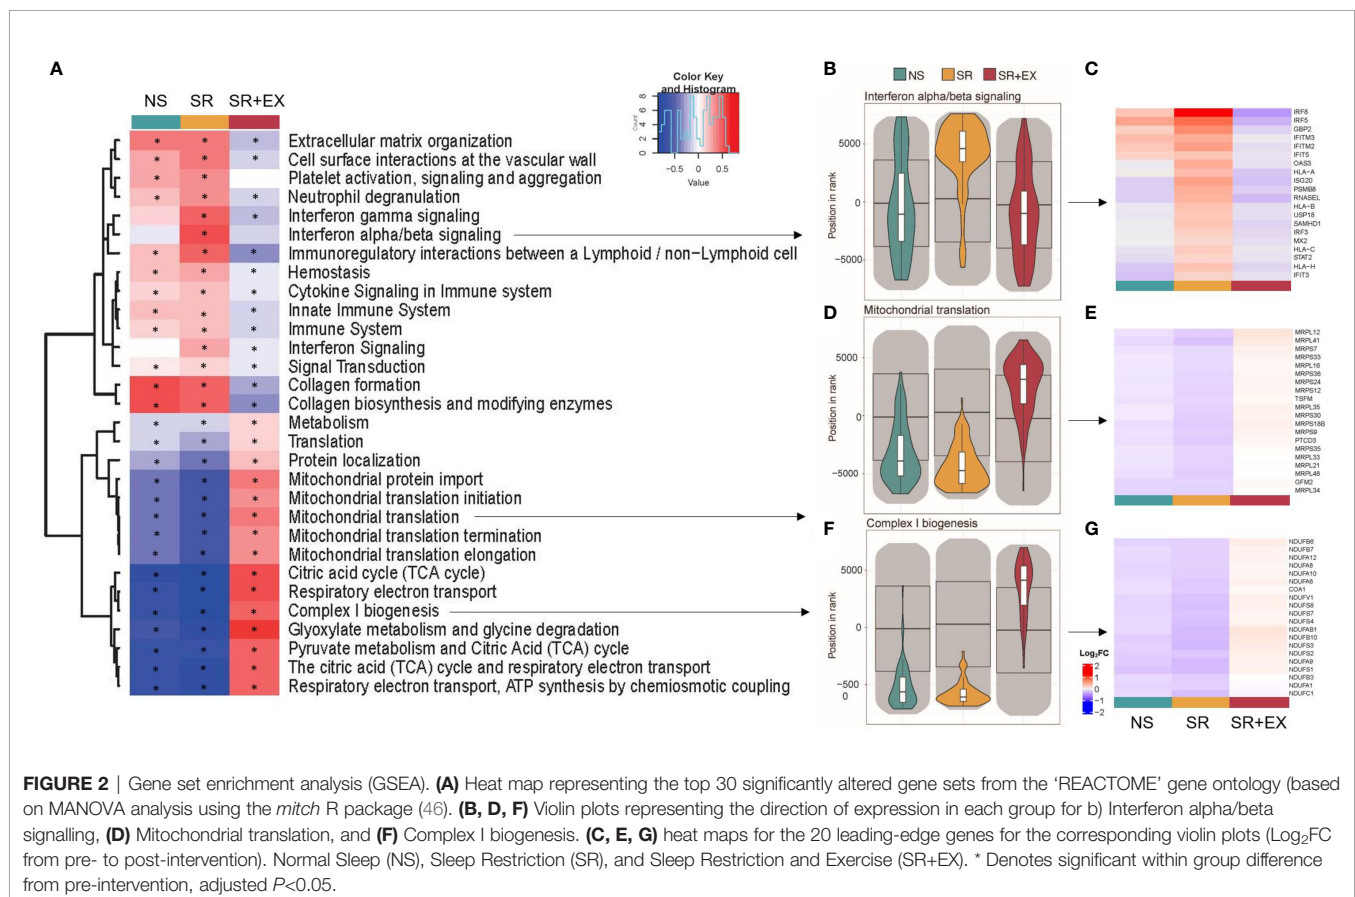 A
NS SR SR+EX
Color Key
and Histogram
Count
0 2 4 6 8
−0.5 0 0.5
Value
Extracellular matrix organization
Cell surface interactions at the vascular wall
Platelet activation, signaling and aggregation
Neutrophil degranulation
Interferon gamma signaling
Interferon alpha/beta signaling
Immunoregulatory interactions between a Lymphoid / non−Lymphoid cell
Hemostasis
Cytokine Signaling in Immune system
Innate Immune System
Immune System
Interferon Signaling
Signal Transduction
Collagen formation
Collagen biosynthesis and modifying enzymes
Metabolism
Translation
Protein localization
Mitochondrial protein import
Mitochondrial translation initiation
Mitochondrial translation
Mitochondrial translation termination
Mitochondrial translation elongation
Citric acid cycle (TCA cycle)
Respiratory electron transport
Complex I biogenesis
Glyoxylate metabolism and glycine degradation
Pyruvate metabolism and Citric Acid (TCA) cycle
The citric acid (TCA) cycle and respiratory electron transport
Respiratory electron transport, ATP synthesis by chemiosmotic coupling
B
NS SR SR+EX
Interferon alpha/beta signaling
Position in rank
5000
0
−5000
C
IRF8
IRF5
GBP2
IFITM3
IFITM2
IFIT5
OAS3
HLA−A
ISG20
PSMB8
RNASEL
HLA−B
USP18
SAMHD1
IRF3
MX2
HLA−C
STAT2
HLA−H
IFIT3
D
Mitochondrial translation
Position in rank
5000
0
−5000
E
MRPL12
MRPL41
MRPS7
MRPS33
MRPL16
MRPS36
MRPS24
MRPS12
TSFM
MRPL35
MRPS30
MRPS18B
MRPS9
PTCD3
MRPS35
MRPL33
MRPL21
MRPL48
GFM2
MRPL34
F
Complex I biogenesis
Position in rank
5000
0
−500
0
G
NDUFB6
NDUFB7
NDUFA12
NDUFA8
NDUFA10
NDUFA6
COA1
NDUFV1
NDUFS8
NDUFS7
NDUFS4
NDUFAB1
NDUFB10
NDUFS3
NDUFS2
NDUFA9
NDUFS1
NDUFB3
NDUFA1
NDUFC1
Log₂FC
2
1
0
−1
−2
NS SR SR+EX
FIGURE 2 | Gene set enrichment analysis (GSEA). (A) Heat map representing the top 30 significantly altered gene sets from the ‘REACTOME’ gene ontology (based
on MANOVA analysis using the mitch R package (46). (B, D, F) Violin plots representing the direction of expression in each group for b) Interferon alpha/beta
signalling, (D) Mitochondrial translation, and (F) Complex I biogenesis. (C, E, G) heat maps for the 20 leading-edge genes for the corresponding violin plots (Log₂FC
from pre- to post-intervention). Normal Sleep (NS), Sleep Restriction (SR), and Sleep Restriction and Exercise (SR+EX). * Denotes significant within group difference
from pre-intervention, adjusted P<0.05.